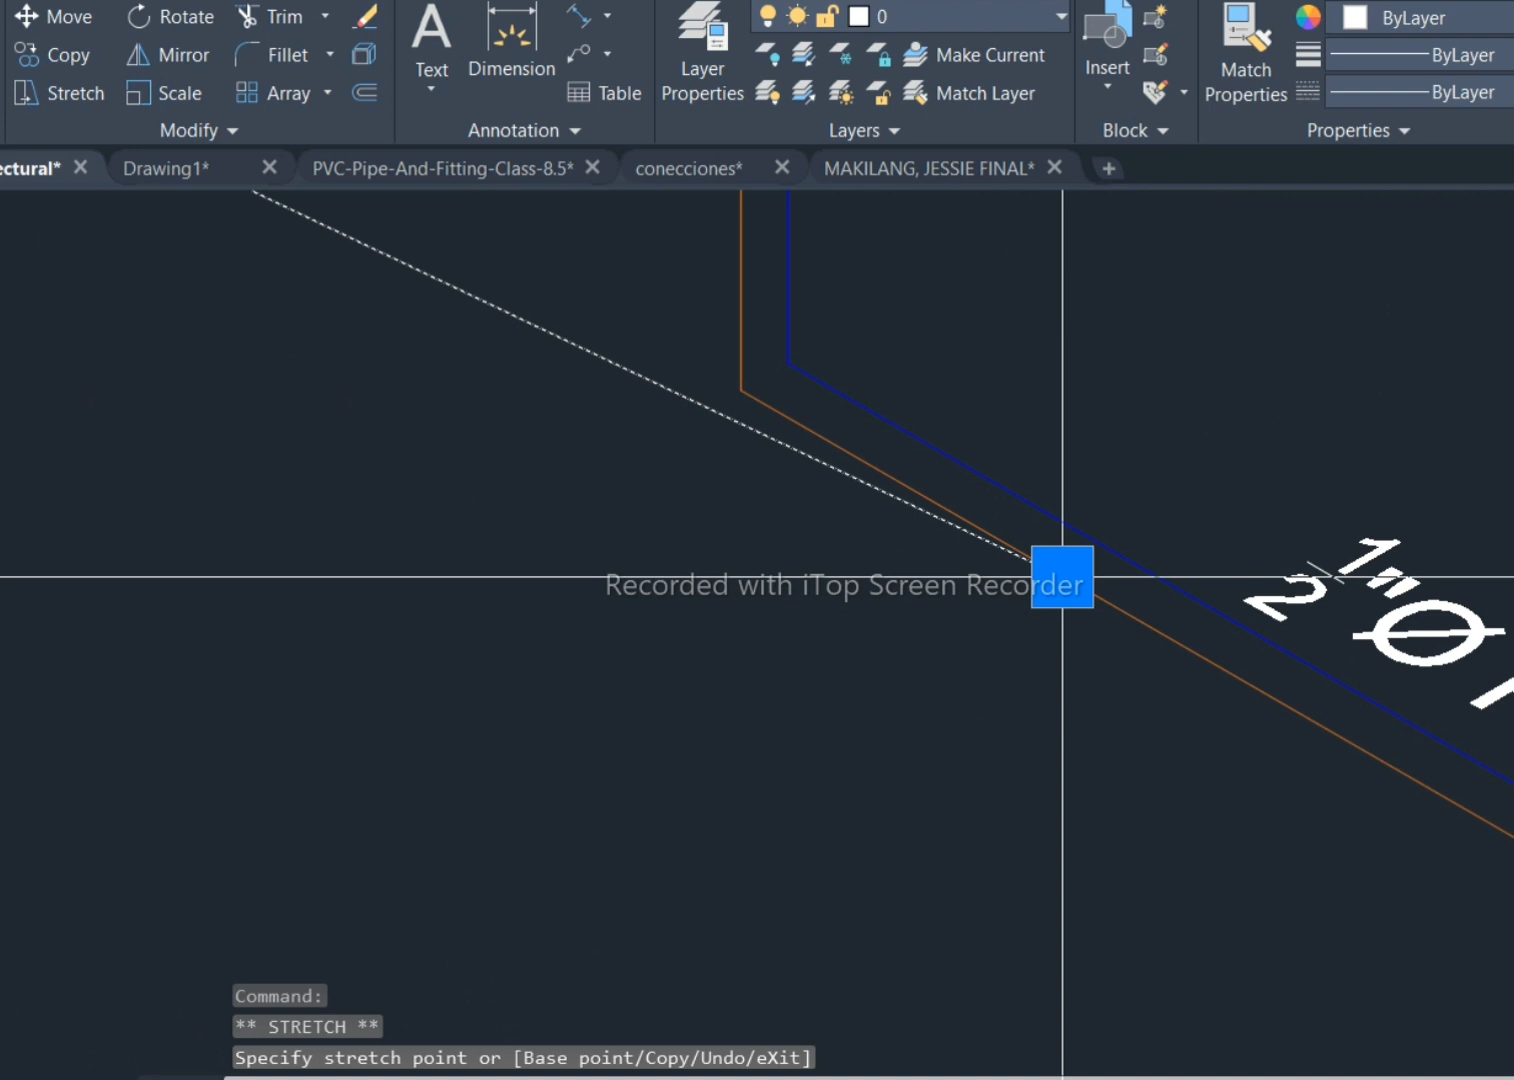 Move Rotate Trim
Copy Mirror Fillet
Stretch Scale Array
Modify
A
Text
Dimension
Table
Annotation
Layer
Properties
0
Make Current
Match Layer
Layers
Insert
Block
Match
Properties
ByLayer
ByLayer
ByLayer
Properties
ectural* Drawing1* PVC-Pipe-And-Fitting-Class-8.5* conecciones* MAKILANG, JESSIE FINAL* +
1"
2 Ø
Recorded with iTop Screen Recorder
Command:
** STRETCH **
Specify stretch point or [Base point/Copy/Undo/eXit]